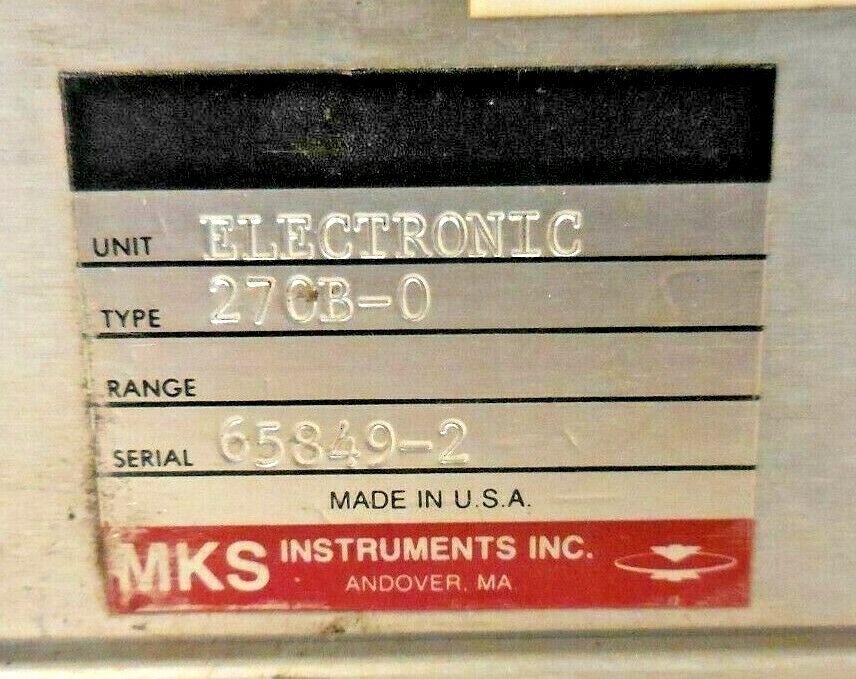 UNIT ELECTRONIC
TYPE 270B-0
RANGE
SERIAL 65849-2
MADE IN U.S.A.
MKS INSTRUMENTS INC.
ANDOVER, MA